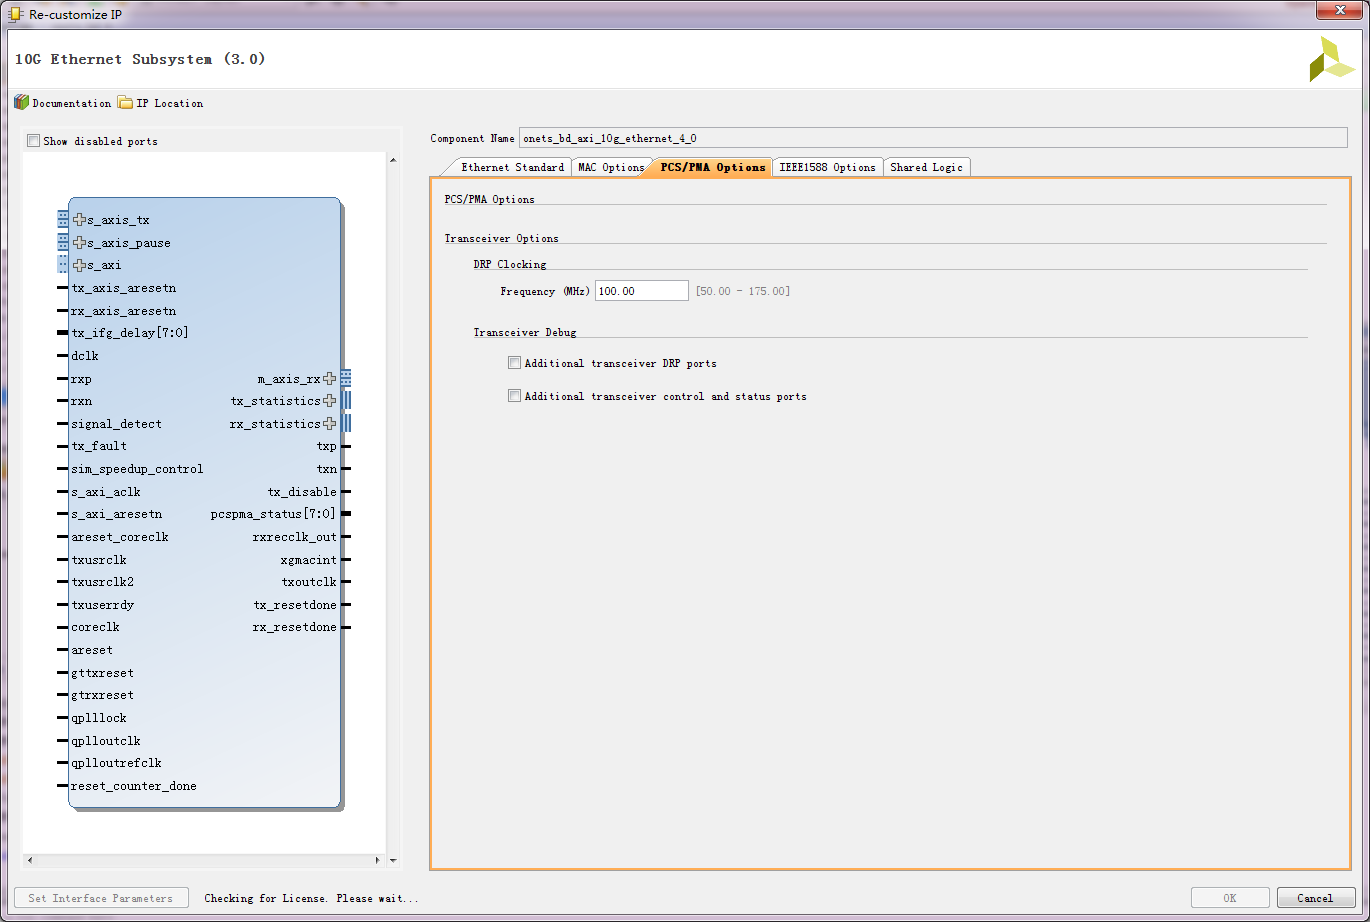 Re-customize IP
10G Ethernet Subsystem (3.0)
Documentation IP Location
Show disabled ports
s_axis_tx
s_axis_pause
s_axi
tx_axis_aresetn
rx_axis_aresetn
tx_ifg_delay[7:0]
dclk
rxp m_axis_rx
rxn tx_statistics
signal_detect rx_statistics
tx_fault txp
sim_speedup_control txn
s_axi_aclk tx_disable
s_axi_aresetn pcspma_status[7:0]
areset_coreclk rxrecclk_out
txusrclk xgmacint
txusrclk2 txoutclk
txuserrdy tx_resetdone
coreclk rx_resetdone
areset
gttxreset
gtrxreset
qplllock
qplloutclk
qplloutrefclk
reset_counter_done
Component Name onets_bd_axi_10g_ethernet_4_0
Ethernet Standard MAC Options PCS/PMA Options IEEE1588 Options Shared Logic
PCS/PMA Options
Transceiver Options
DRP Clocking
Frequency (MHz) 100.00 [50.00 - 175.00]
Transceiver Debug
Additional transceiver DRP ports
Additional transceiver control and status ports
Set Interface Parameters Checking for License. Please wait... OK Cancel